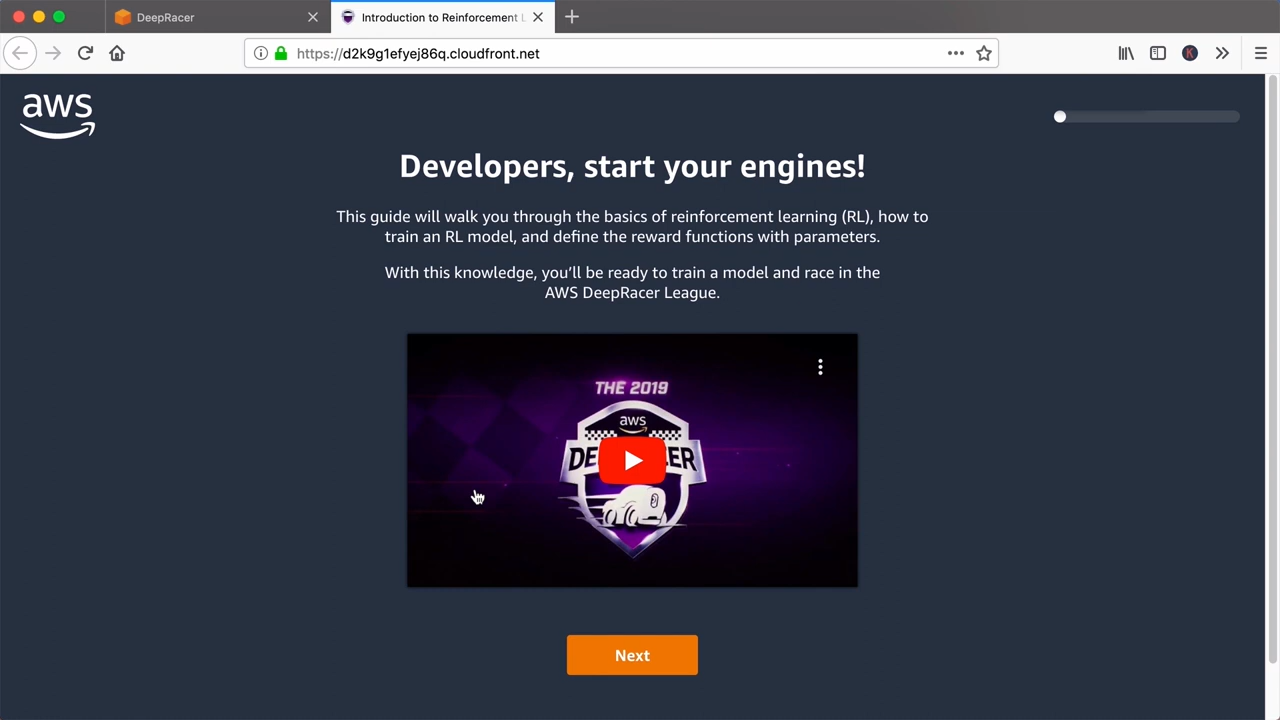 DeepRacer
Introduction to Reinforcement L
https://d2k9g1efyej86q.cloudfront.net
K
aws
Developers, start your engines!
This guide will walk you through the basics of reinforcement learning (RL), how to
train an RL model, and define the reward functions with parameters.
With this knowledge, you’ll be ready to train a model and race in the
AWS DeepRacer League.
THE 2019
aws
DE ER
Next